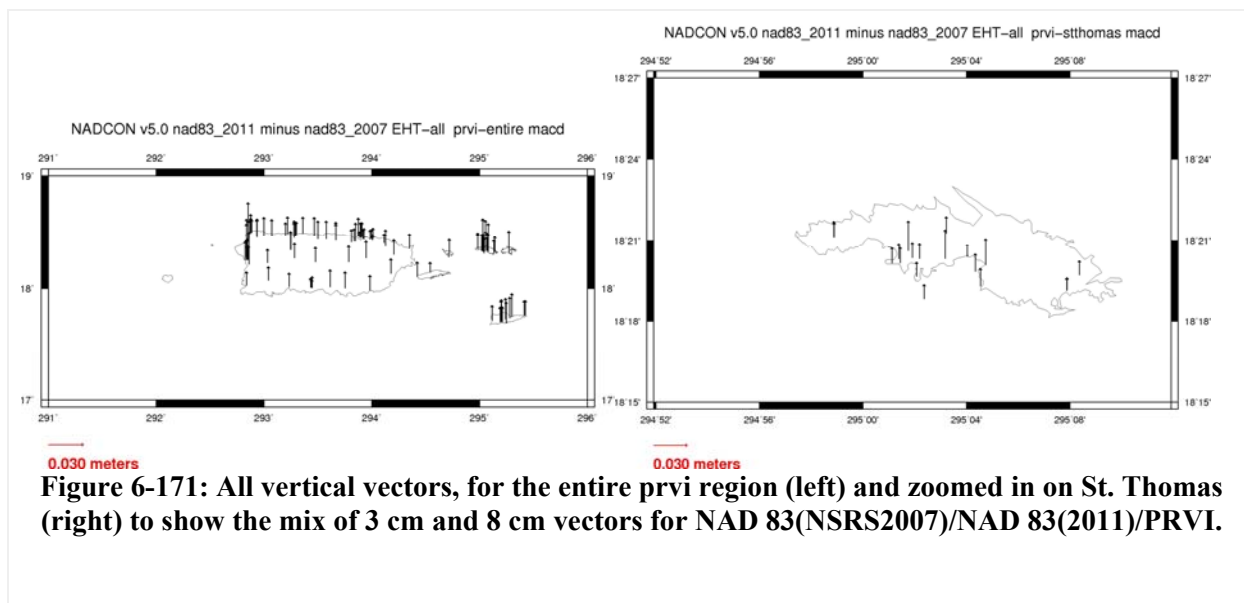 NADCON v5.0 nad83_2011 minus nad83_2007 EHT−all prvi−entire macd
291˚ 292˚ 293˚ 294˚ 295˚ 296˚
19˚ 19˚
18˚ 18˚
17˚ 17˚
291˚ 292˚ 293˚ 294˚ 295˚ 296˚
0.030 meters
NADCON v5.0 nad83_2011 minus nad83_2007 EHT−all prvi−stthomas macd
294˚52' 294˚56' 295˚00' 295˚04' 295˚08'
18˚27' 18˚27'
18˚24' 18˚24'
18˚21' 18˚21'
18˚18' 18˚18'
18˚15' 18˚15'
294˚52' 294˚56' 295˚00' 295˚04' 295˚08'
0.030 meters
Figure 6-171: All vertical vectors, for the entire prvi region (left) and zoomed in on St. Thomas
(right) to show the mix of 3 cm and 8 cm vectors for NAD 83(NSRS2007)/NAD 83(2011)/PRVI.